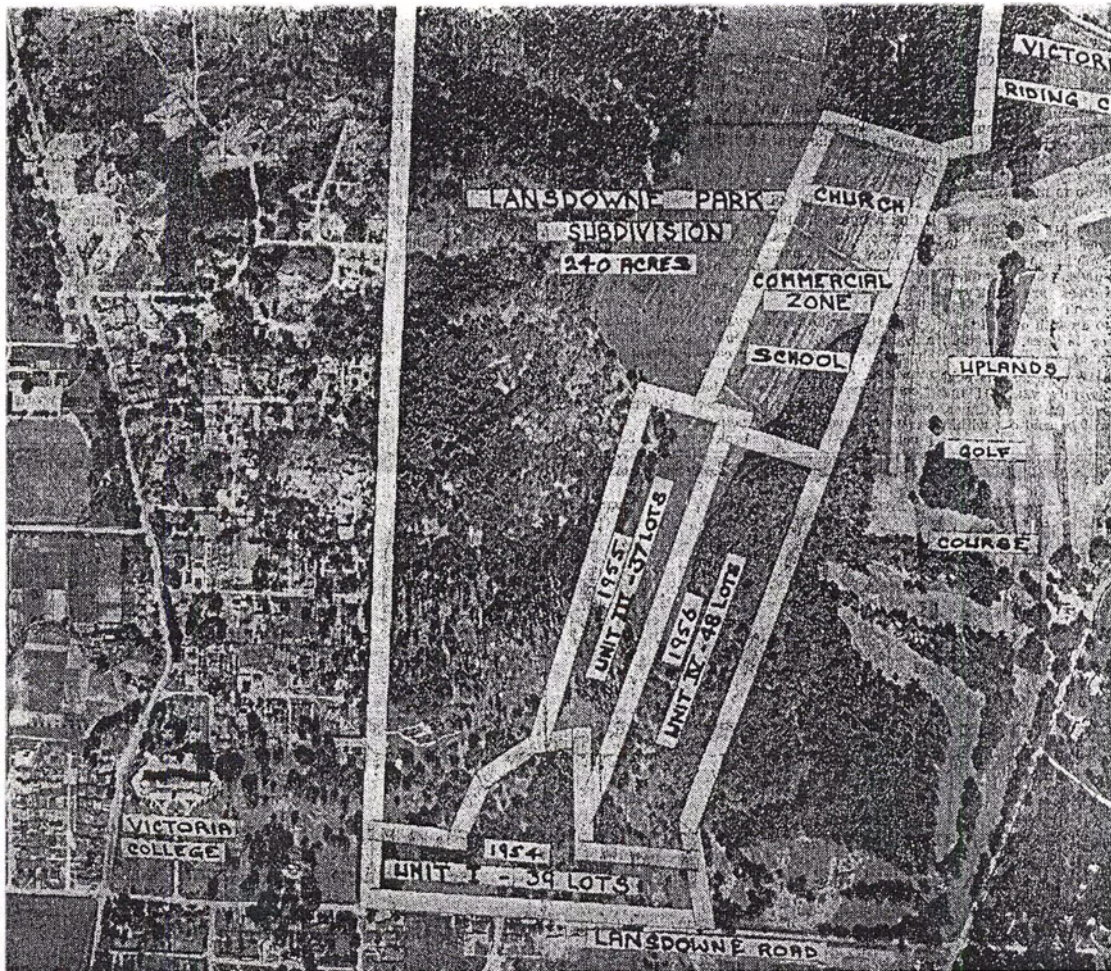 VICTOR
RIDING C
CHURCH
LANSDOWNE PARK
SUBDIVISION
240 ACRES
COMMERCIAL
ZONE
SCHOOL
UPLANDS
GOLF
COURSE
1955
UNIT III - 37 LOTS
1956
UNIT IV - 48 LOTS
VICTORIA
COLLEGE
1954
UNIT I - 39 LOTS
LANSDOWNE ROAD